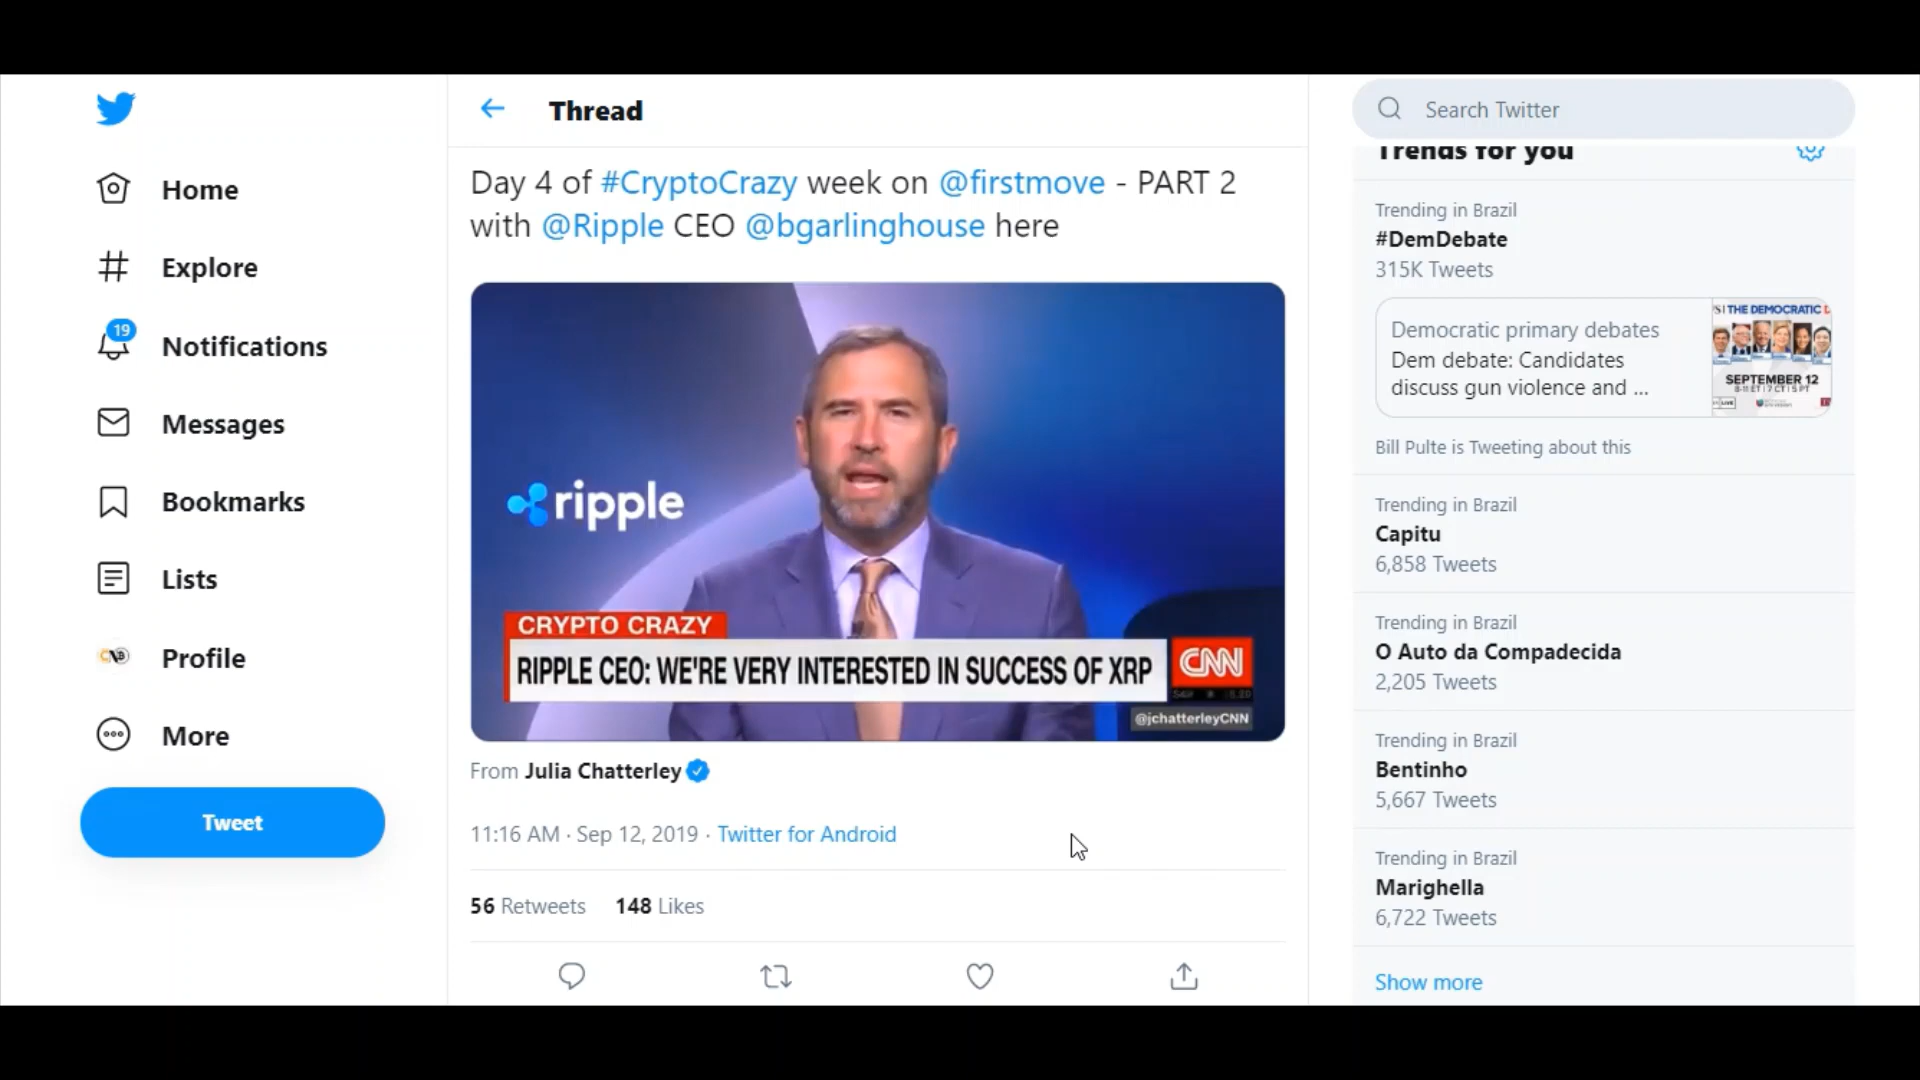 Home
Explore
19
Notifications
Messages
Bookmarks
Lists
Profile
More
Tweet
Thread
Day 4 of #CryptoCrazy week on @firstmove - PART 2
with @Ripple CEO @bgarlinghouse here
ripple
CRYPTO CRAZY
RIPPLE CEO: WE'RE VERY INTERESTED IN SUCCESS OF XRP
CNN
@jchatterleyCNN
From Julia Chatterley
11:16 AM · Sep 12, 2019 · Twitter for Android
56 Retweets 148 Likes
Search Twitter
Trends for you
Trending in Brazil
#DemDebate
315K Tweets
Democratic primary debates
Dem debate: Candidates
discuss gun violence and ...
THE DEMOCRATIC
SEPTEMBER 12
LIVE
Bill Pulte is Tweeting about this
Trending in Brazil
Capitu
6,858 Tweets
Trending in Brazil
O Auto da Compadecida
2,205 Tweets
Trending in Brazil
Bentinho
5,667 Tweets
Trending in Brazil
Marighella
6,722 Tweets
Show more